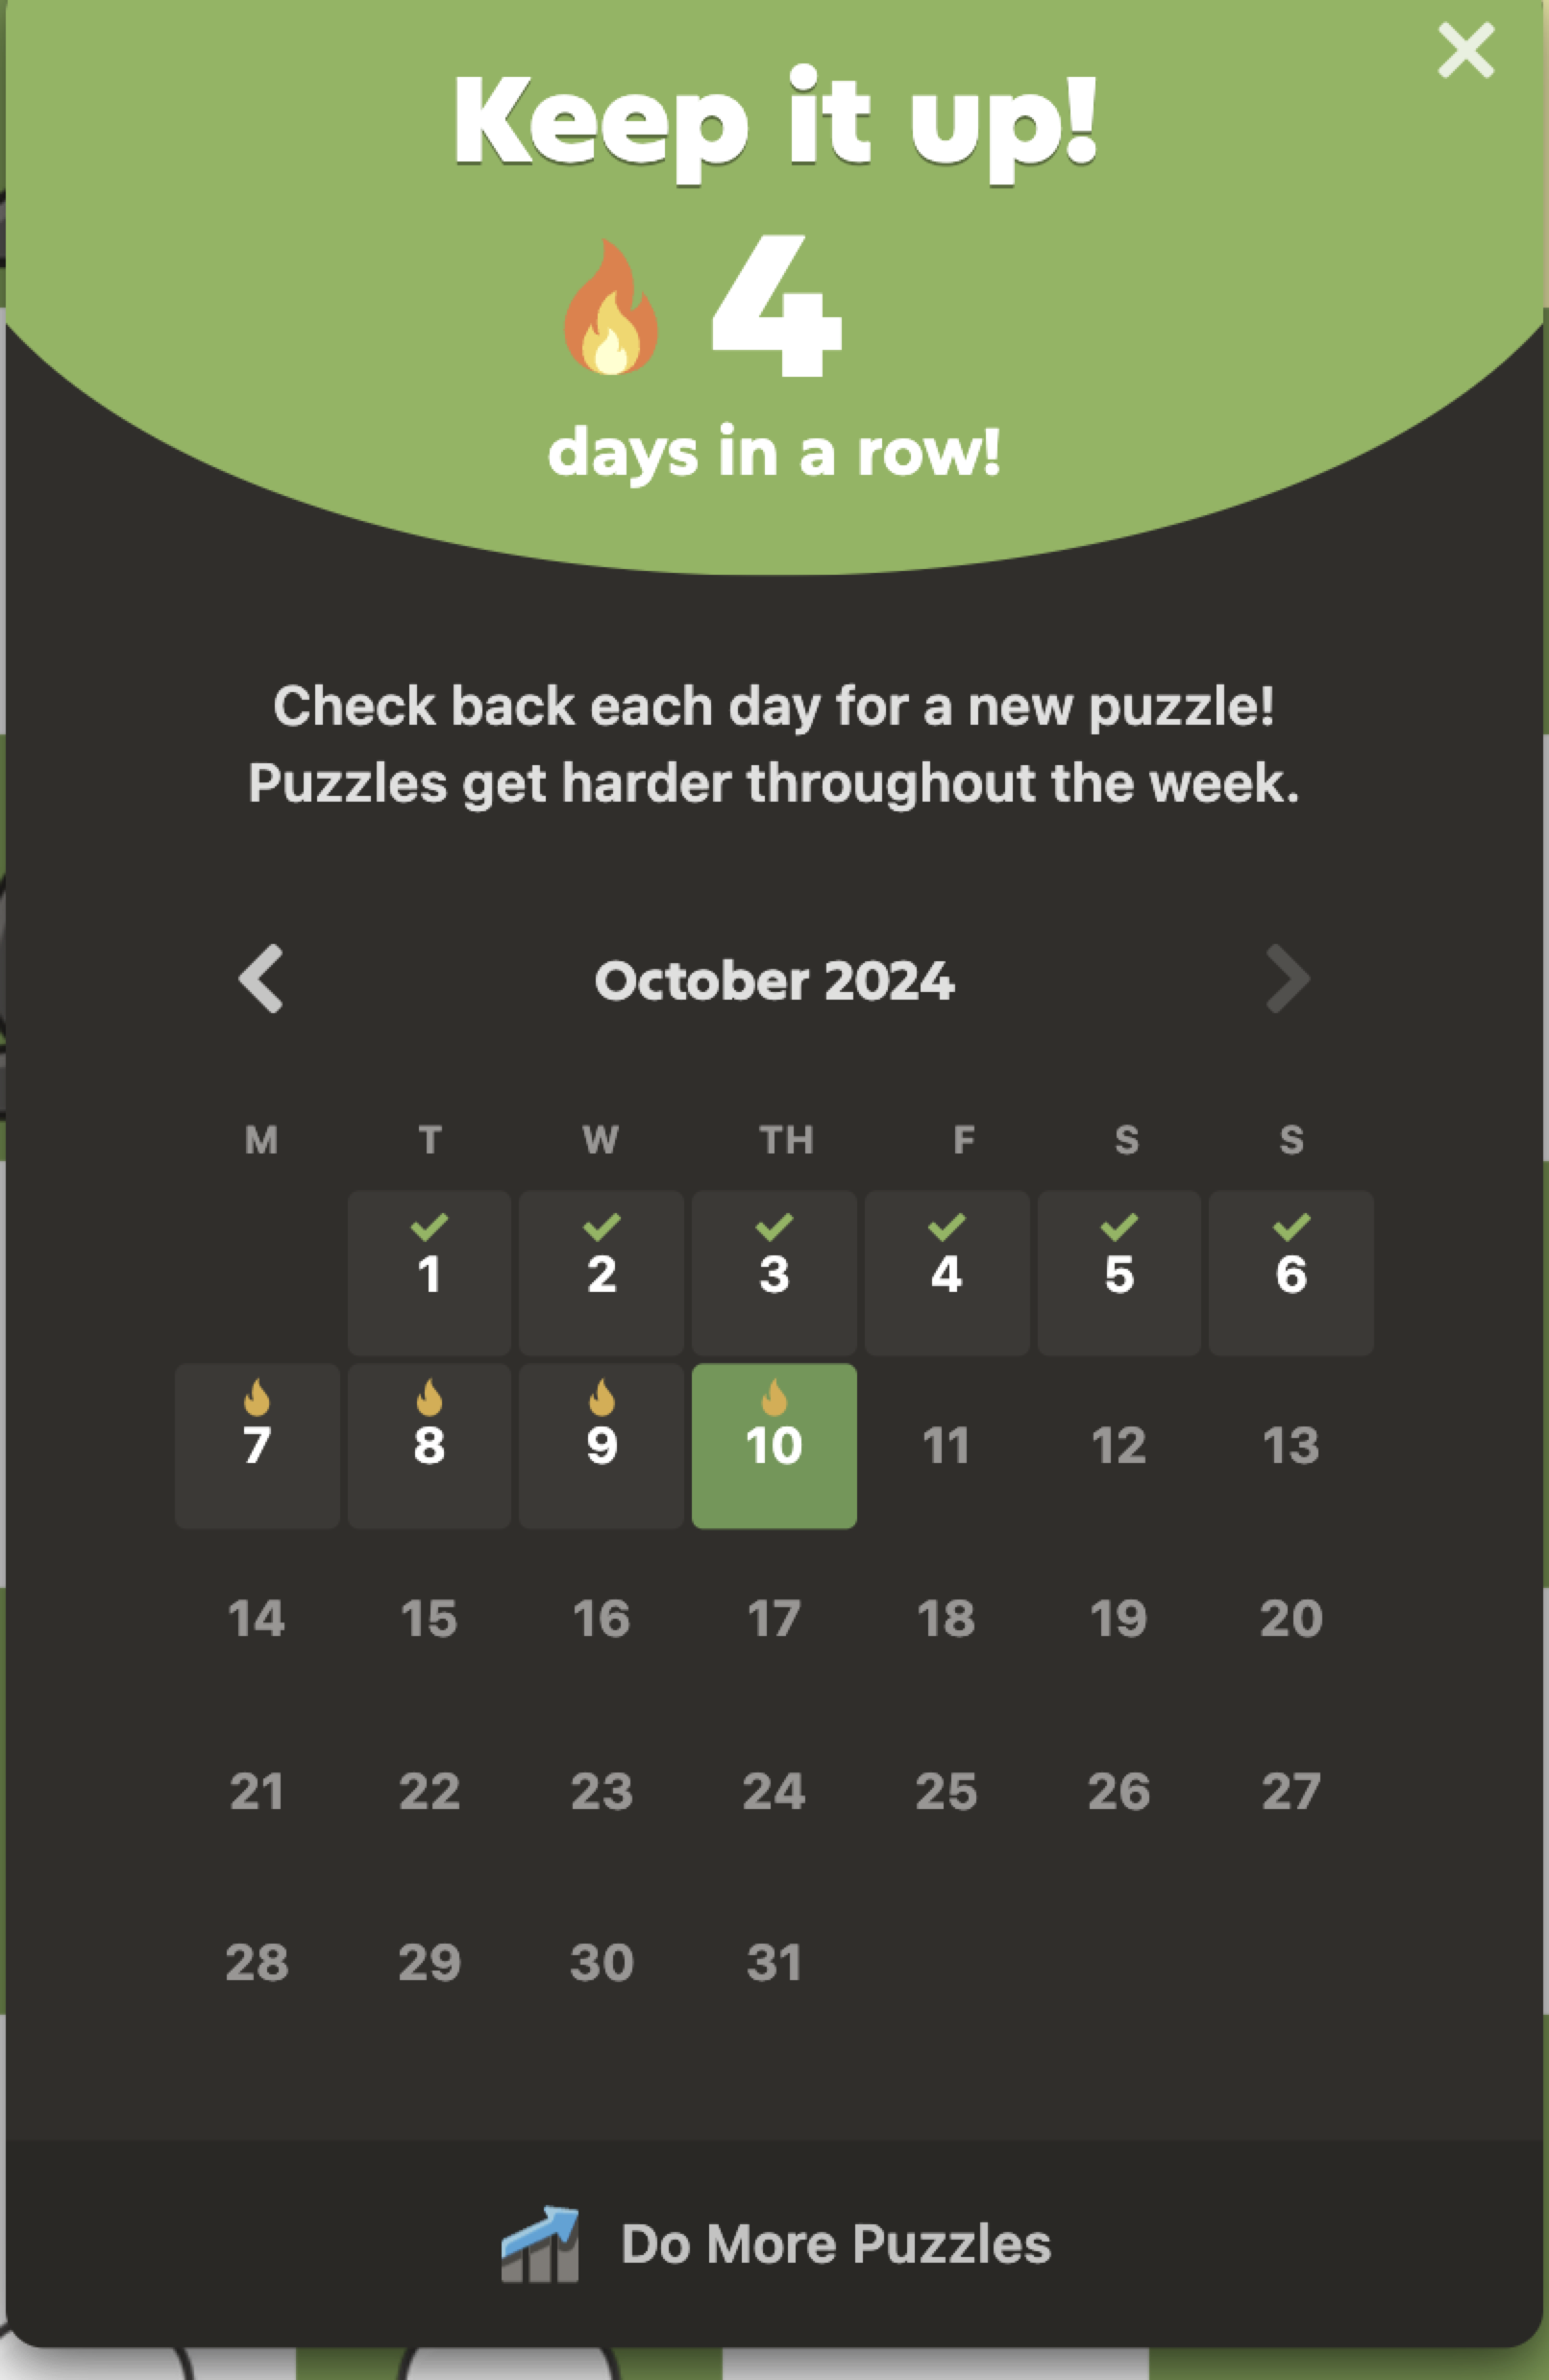 Keep it up!
4
days in a row!
Check back each day for a new puzzle!
Puzzles get harder throughout the week.
October 2024
M T W TH F S S
1 2 3 4 5 6
7 8 9 10 11 12 13
14 15 16 17 18 19 20
21 22 23 24 25 26 27
28 29 30 31
Do More Puzzles